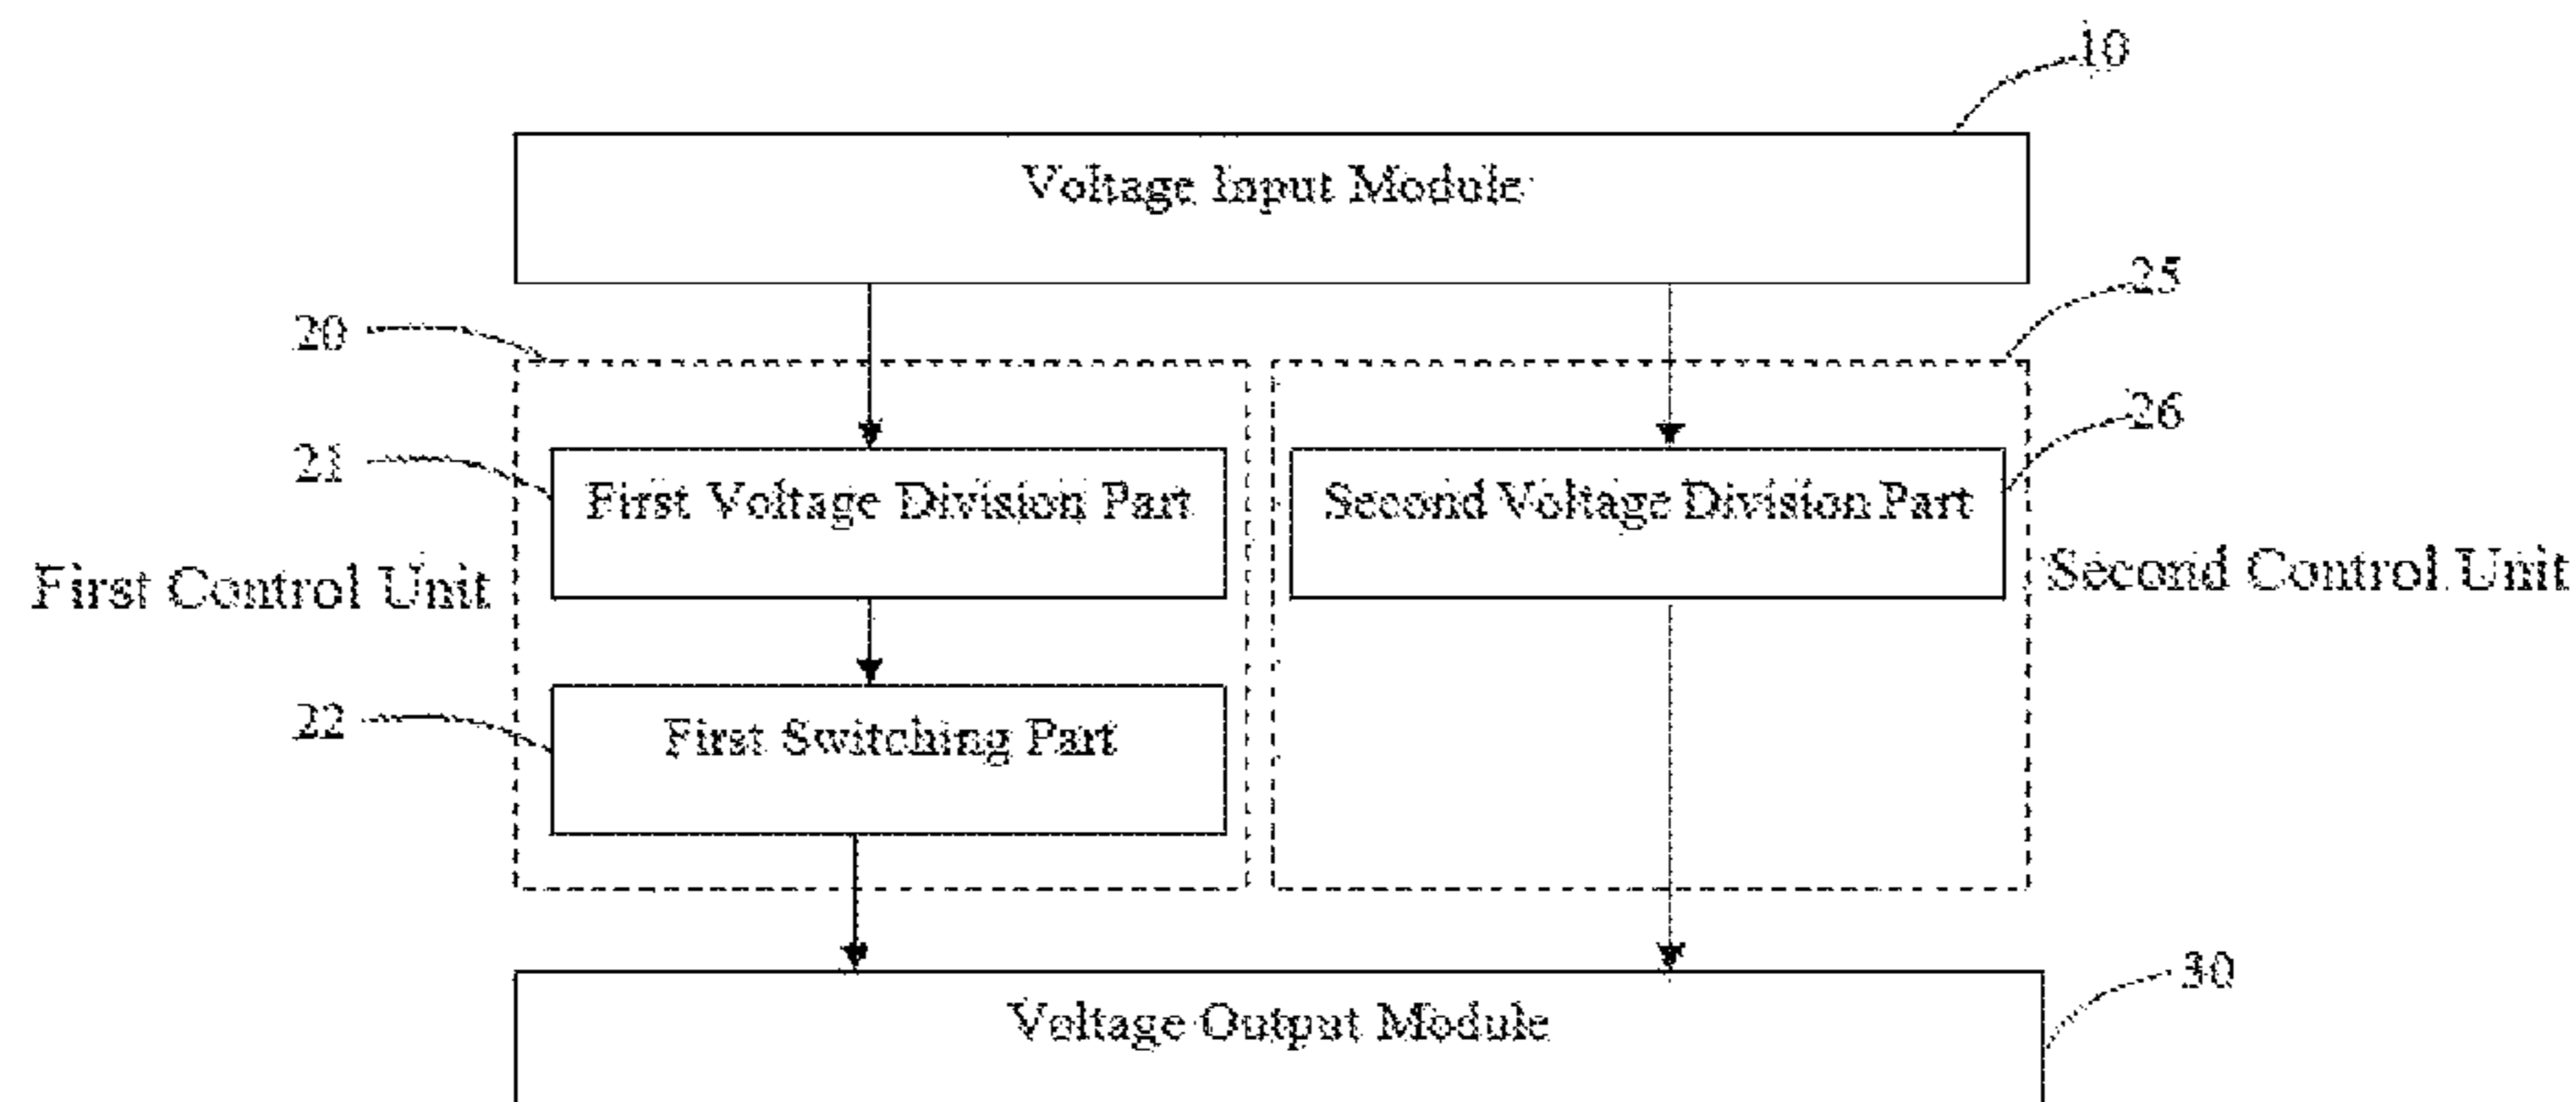 10
Voltage Input Module
25
20
26
21
First Voltage Division Part
Second Voltage Division Part
First Control Unit
Second Control Unit
22
First Switching Part
30
Voltage Output Module